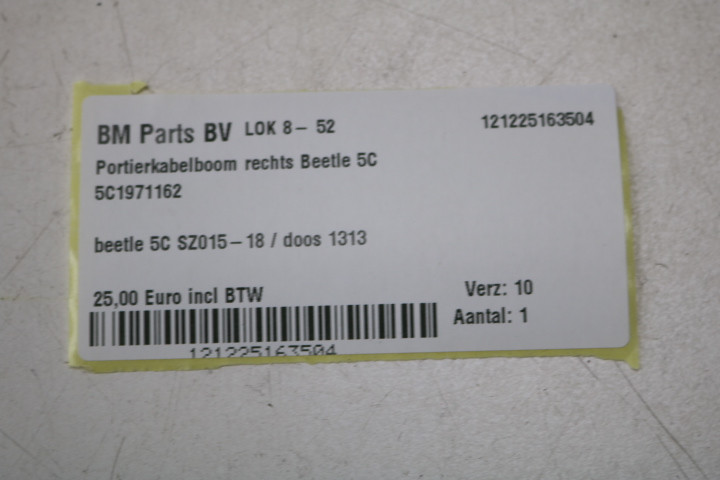 BM Parts BV LOK 8- 52 121225163504
Portierkabelboom rechts Beetle 5C
5C1971162
beetle 5C SZ015-18 / doos 1313
25,00 Euro incl BTW Verz: 10
Aantal: 1
121225163504